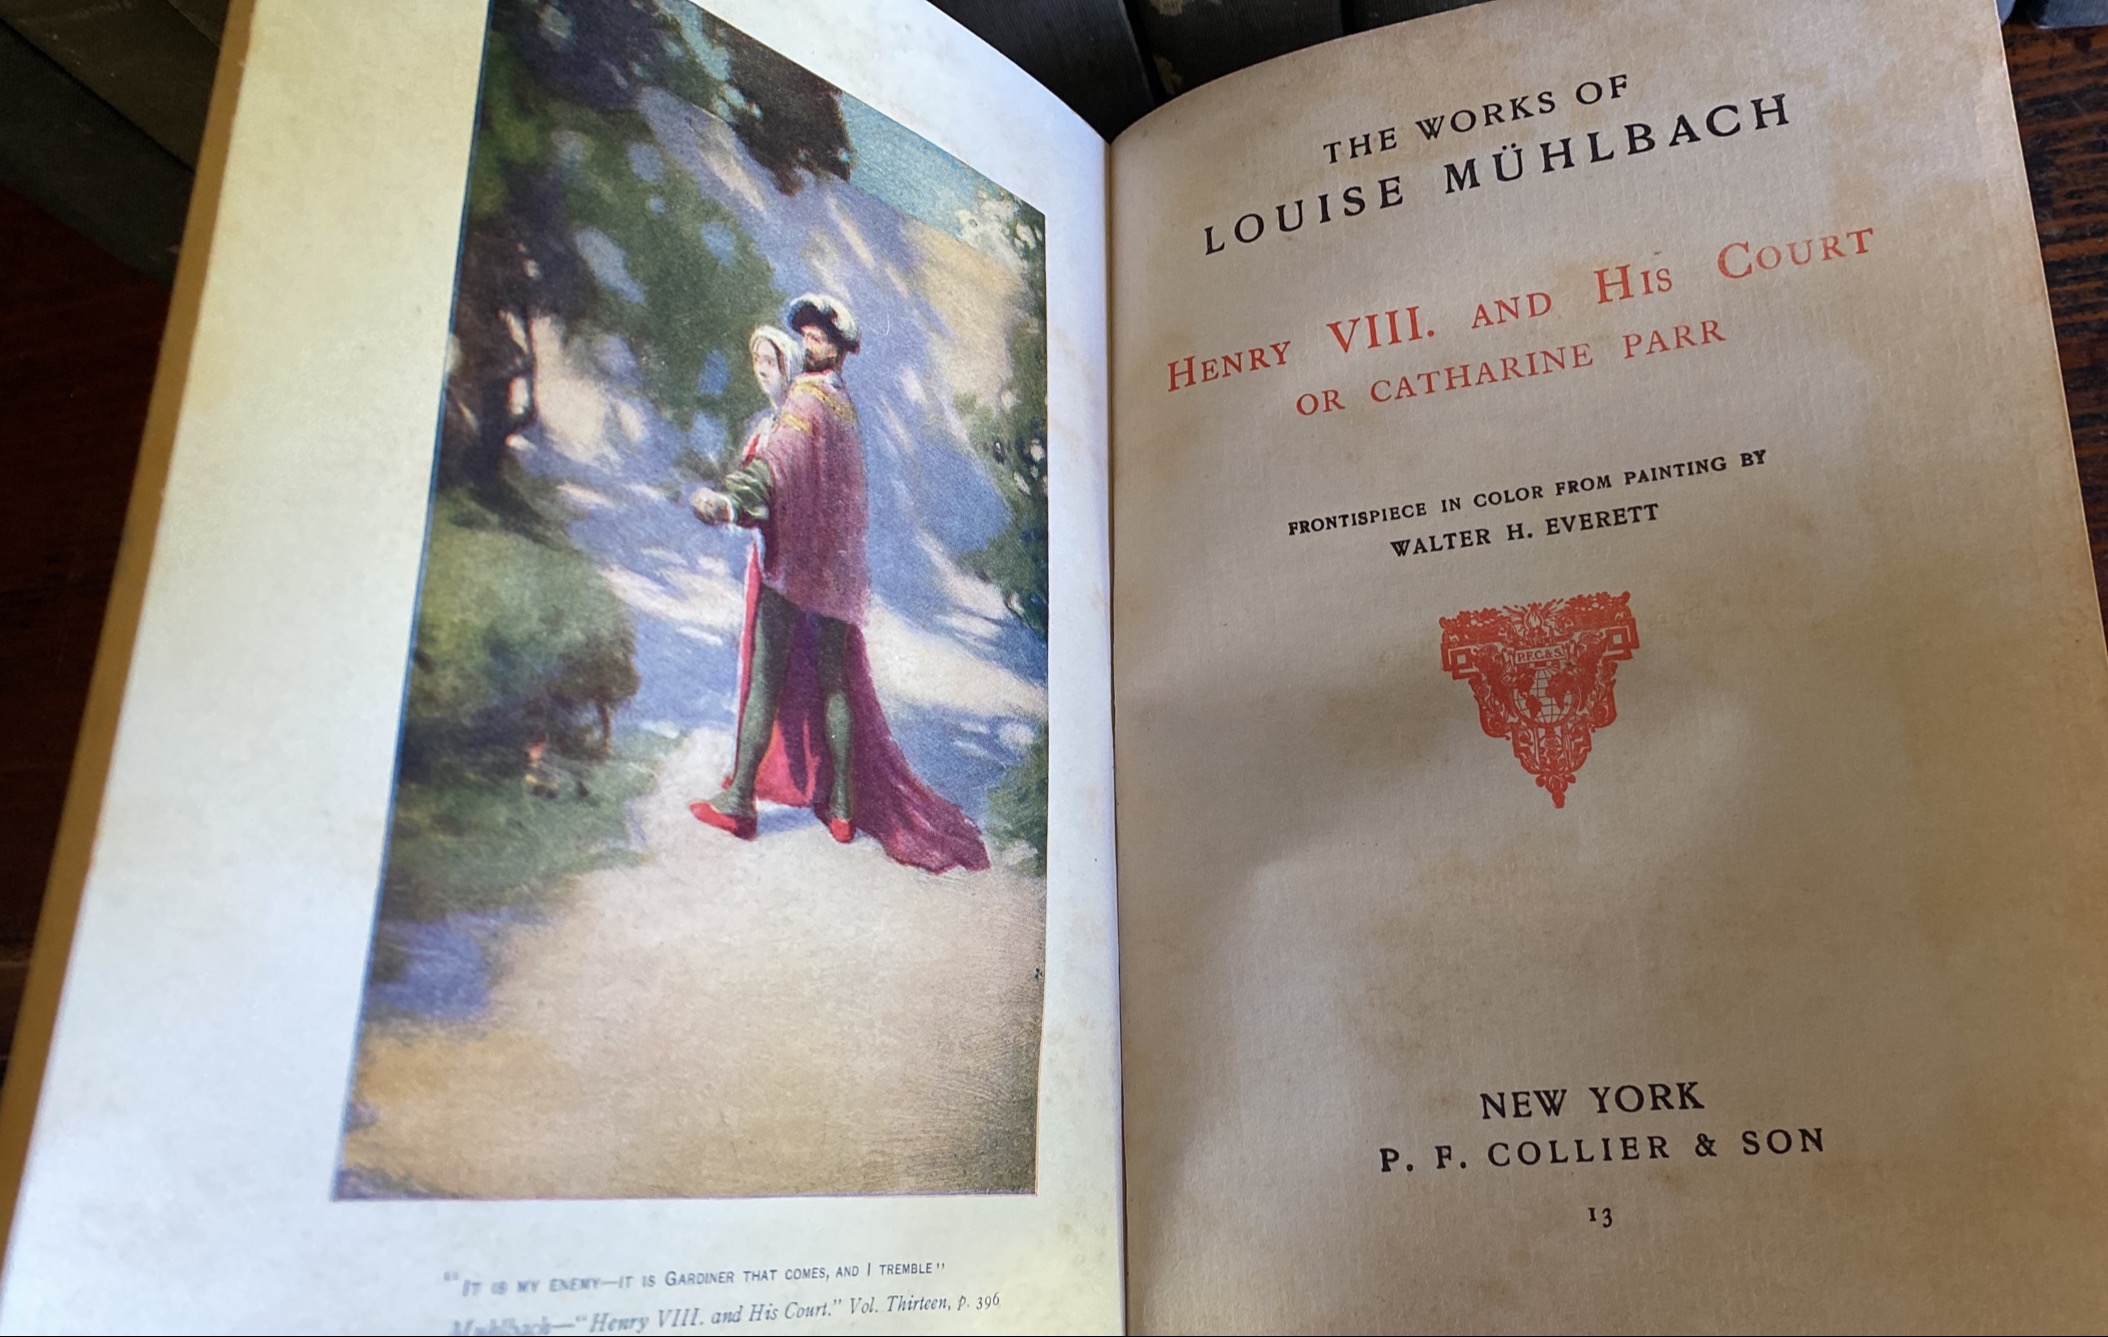 "It is my enemy—it is Gardiner that comes, and I tremble"
Muhlbach—"Henry VIII. and His Court." Vol. Thirteen, p. 396
THE WORKS OF
LOUISE MÜHLBACH
Henry VIII. and His Court
OR CATHARINE PARR
FRONTISPIECE IN COLOR FROM PAINTING BY
WALTER H. EVERETT
P.F.C.&S.
NEW YORK
P. F. COLLIER & SON
13